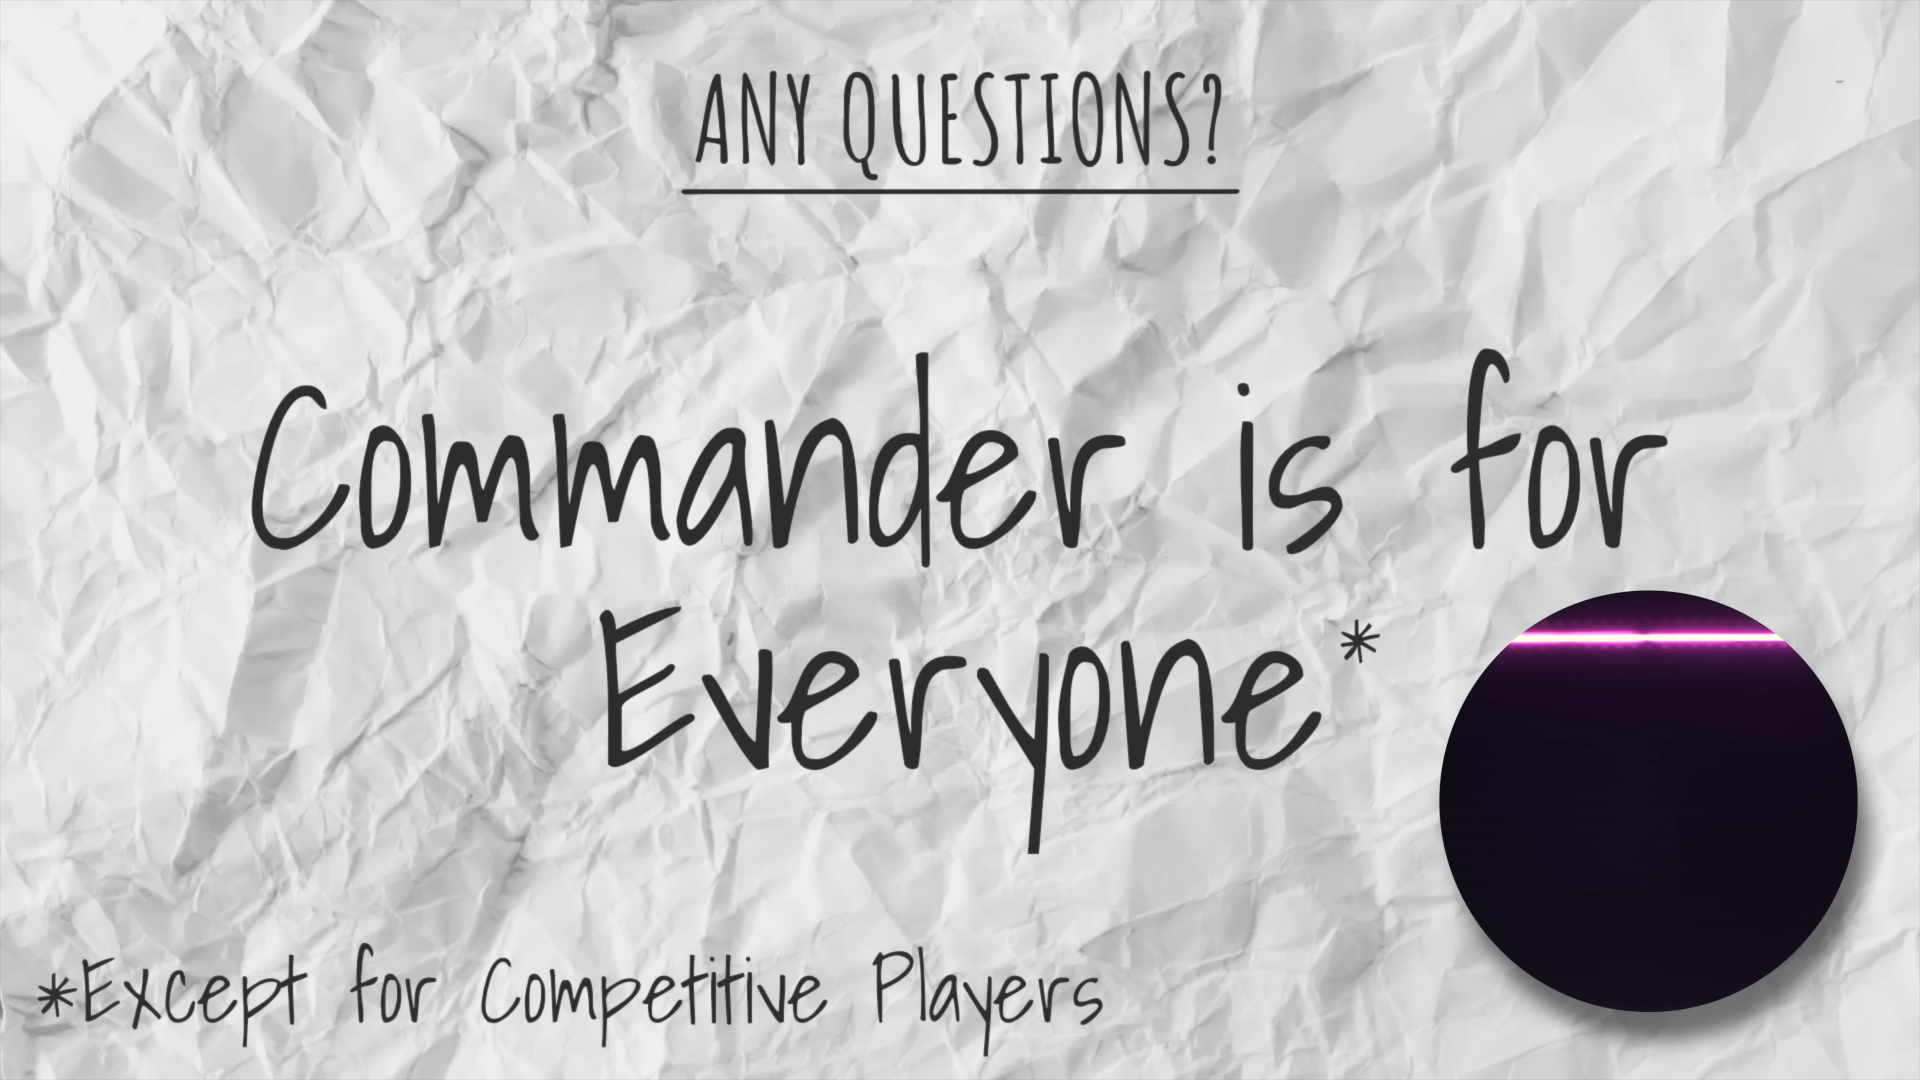 ANY QUESTIONS?
Commander is for
Everyone*
*Except for Competitive Players